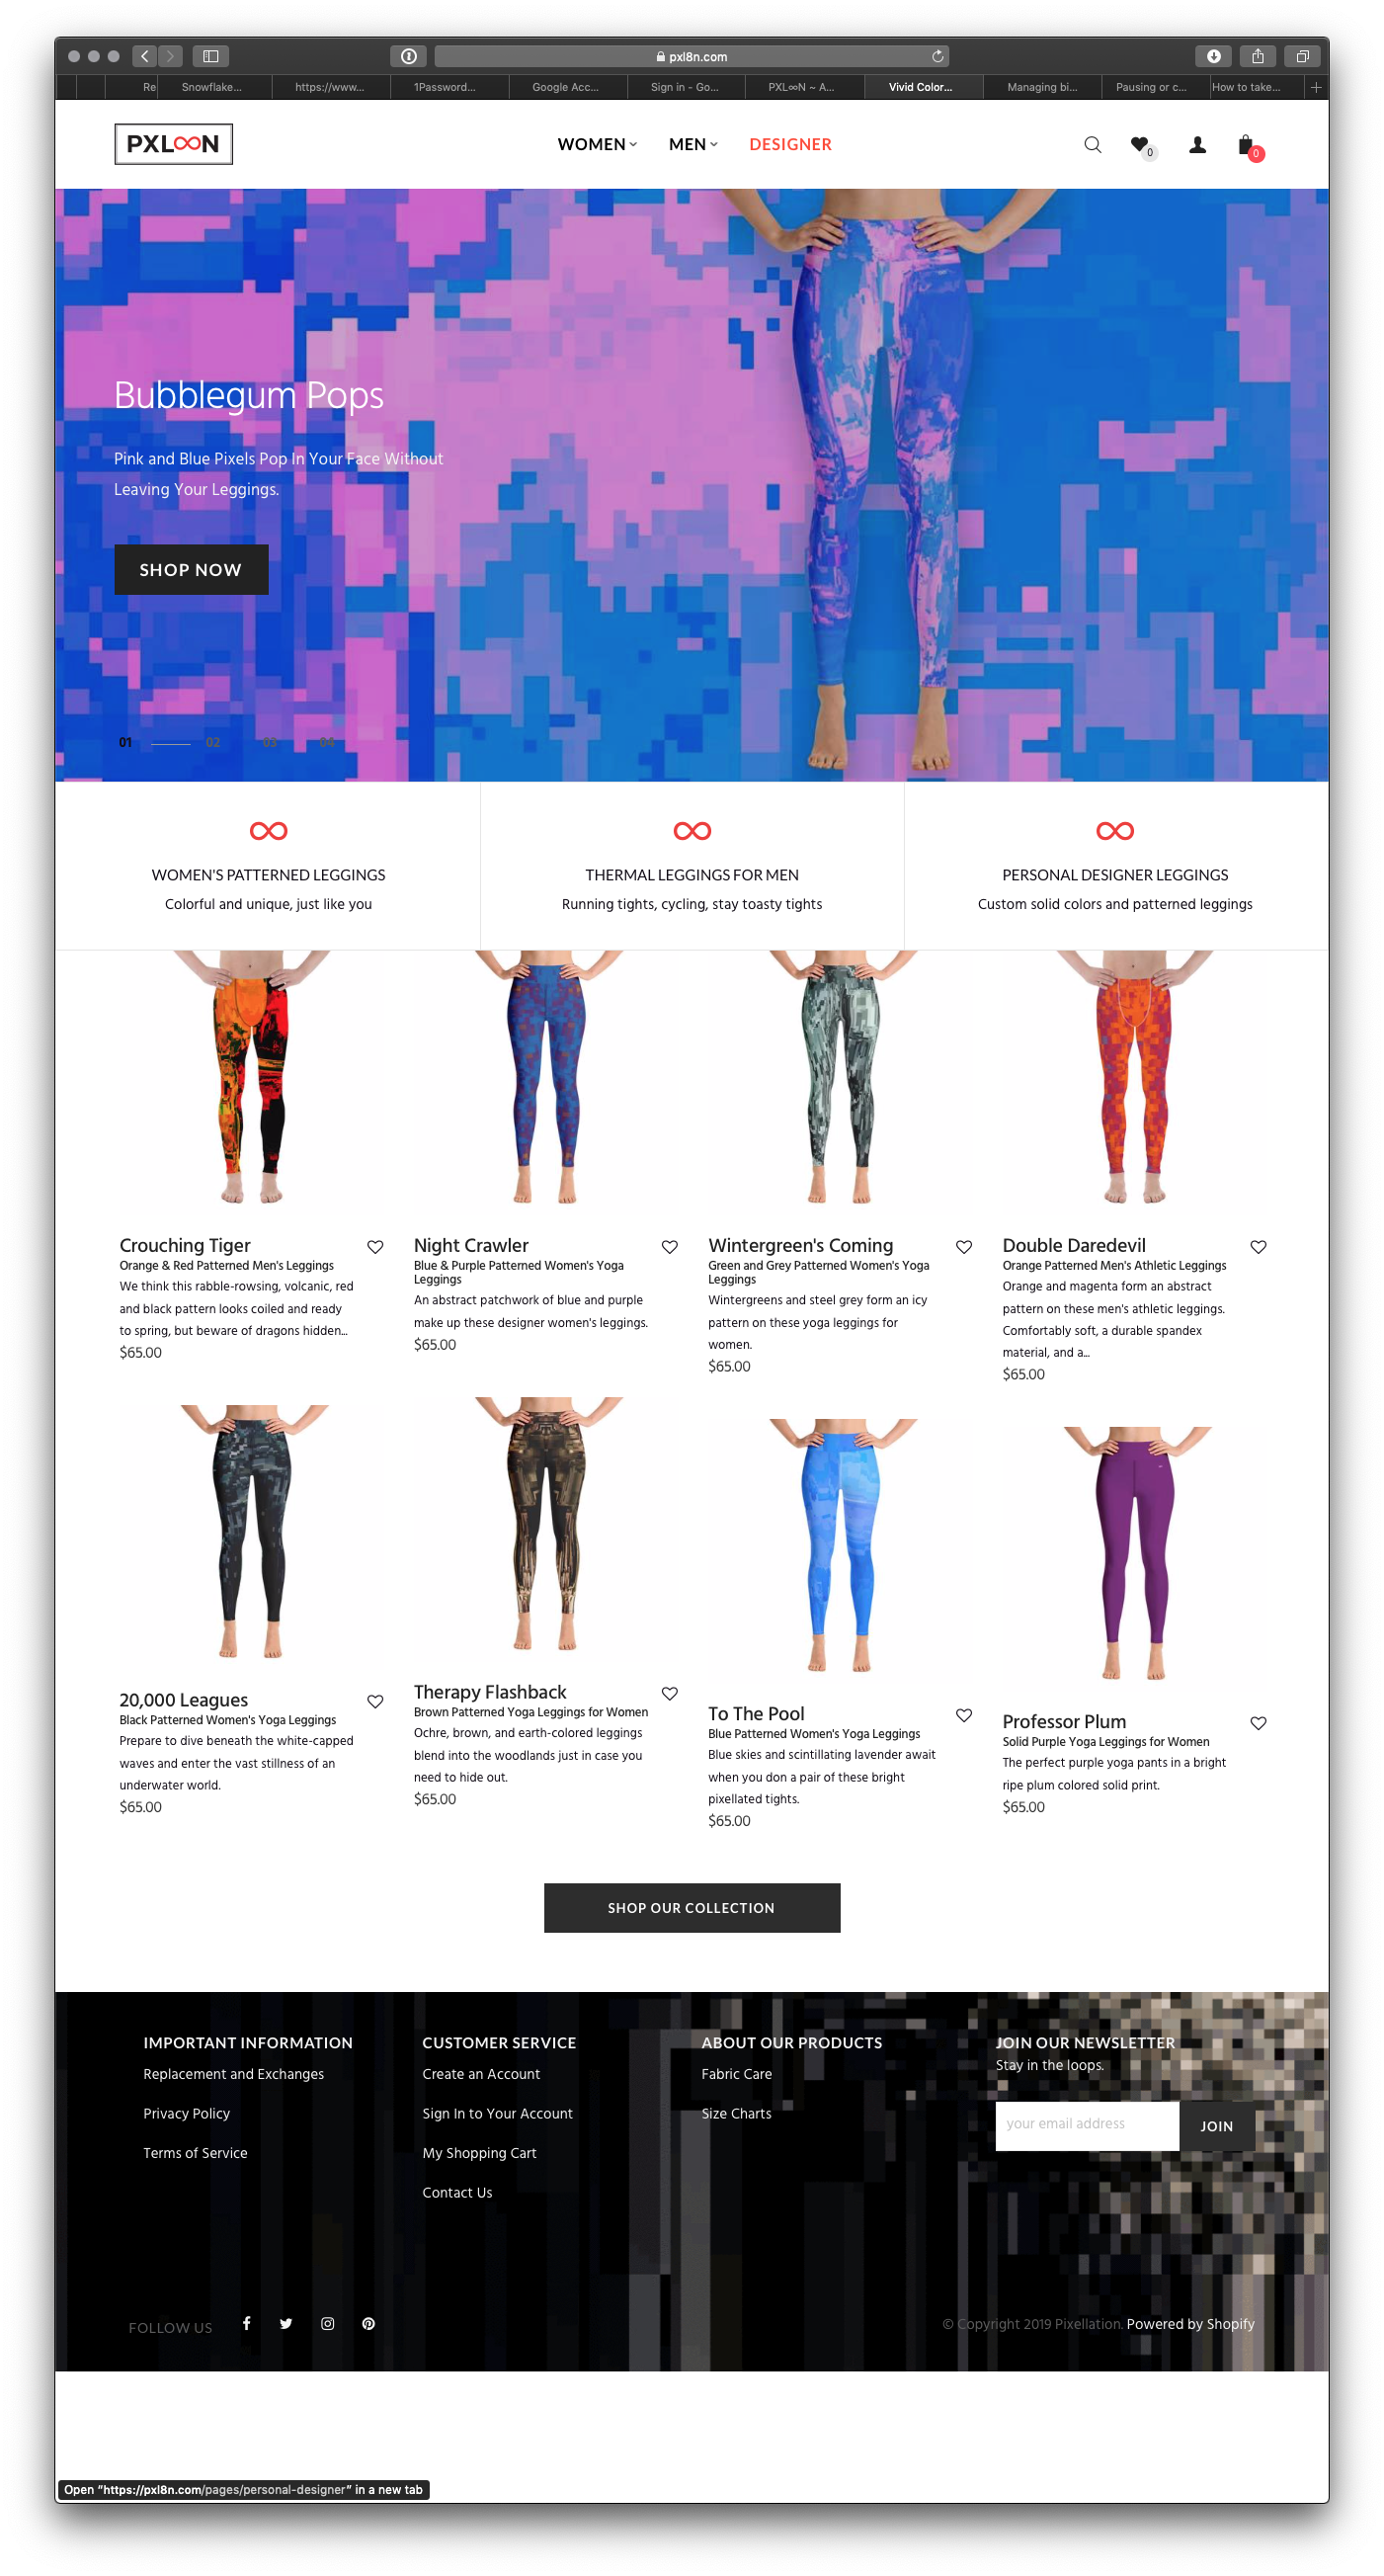 pxl8n.com
Re
Snowflake...
https://www...
1Password...
Google Acc...
Sign in - Go...
PXL∞N ~ A...
Vivid Color...
Managing bi...
Pausing or c...
How to take...
PXL∞N
WOMEN
MEN
DESIGNER
0
0
Bubblegum Pops
Pink and Blue Pixels Pop In Your Face Without
Leaving Your Leggings.
SHOP NOW
01
02
03
04
WOMEN'S PATTERNED LEGGINGS
Colorful and unique, just like you
THERMAL LEGGINGS FOR MEN
Running tights, cycling, stay toasty tights
PERSONAL DESIGNER LEGGINGS
Custom solid colors and patterned leggings
Crouching Tiger
Orange & Red Patterned Men's Leggings
We think this rabble-rowsing, volcanic, red
and black pattern looks coiled and ready
to spring, but beware of dragons hidden...
$65.00
Night Crawler
Blue & Purple Patterned Women's Yoga
Leggings
An abstract patchwork of blue and purple
make up these designer women's leggings.
$65.00
Wintergreen's Coming
Green and Grey Patterned Women's Yoga
Leggings
Wintergreens and steel grey form an icy
pattern on these yoga leggings for
women.
$65.00
Double Daredevil
Orange Patterned Men's Athletic Leggings
Orange and magenta form an abstract
pattern on these men's athletic leggings.
Comfortably soft, a durable spandex
material, and a...
$65.00
20,000 Leagues
Black Patterned Women's Yoga Leggings
Prepare to dive beneath the white-capped
waves and enter the vast stillness of an
underwater world.
$65.00
Therapy Flashback
Brown Patterned Yoga Leggings for Women
Ochre, brown, and earth-colored leggings
blend into the woodlands just in case you
need to hide out.
$65.00
To The Pool
Blue Patterned Women's Yoga Leggings
Blue skies and scintillating lavender await
when you don a pair of these bright
pixellated tights.
$65.00
Professor Plum
Solid Purple Yoga Leggings for Women
The perfect purple yoga pants in a bright
ripe plum colored solid print.
$65.00
SHOP OUR COLLECTION
IMPORTANT INFORMATION
Replacement and Exchanges
Privacy Policy
Terms of Service
CUSTOMER SERVICE
Create an Account
Sign In to Your Account
My Shopping Cart
Contact Us
ABOUT OUR PRODUCTS
Fabric Care
Size Charts
JOIN OUR NEWSLETTER
Stay in the loops.
your email address
JOIN
FOLLOW US
© Copyright 2019 Pixellation. Powered by Shopify
Open "https://pxl8n.com/pages/personal-designer" in a new tab